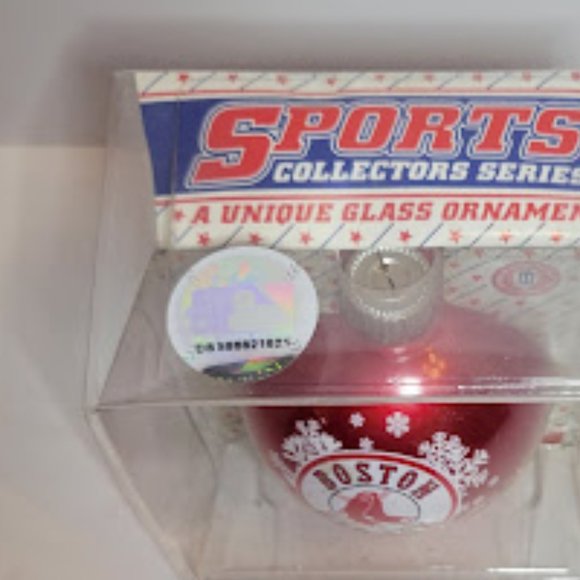 SPORTS
COLLECTORS SERIES
A UNIQUE GLASS ORNAMEN
BOSTON